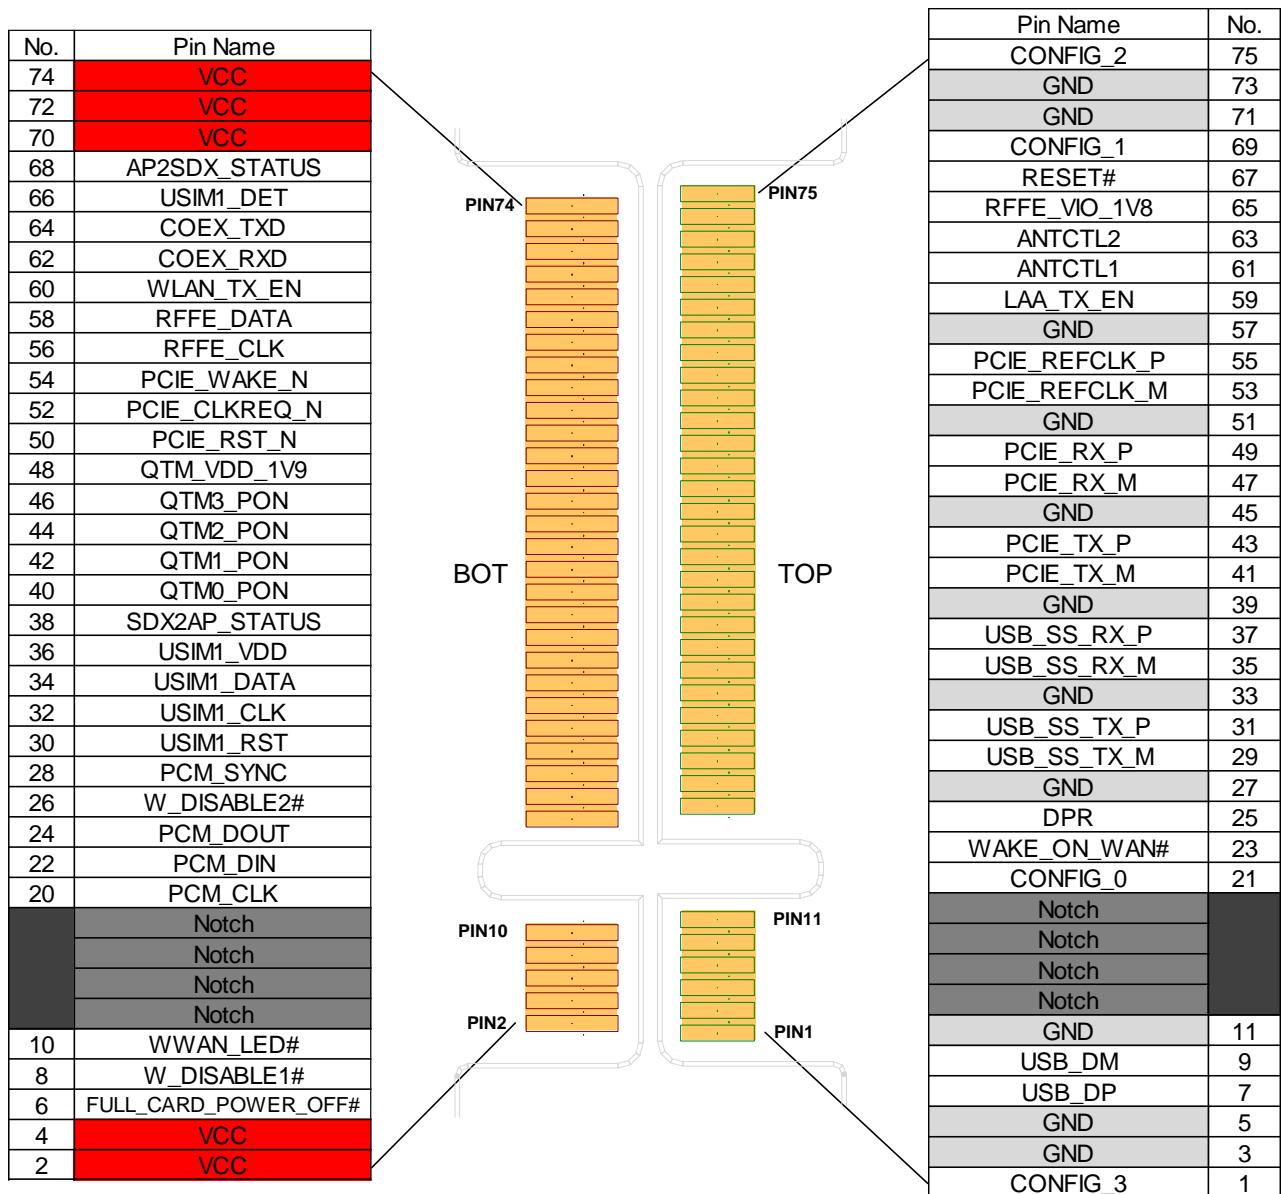 No. Pin Name
74 VCC
72 VCC
70 VCC
68 AP2SDX_STATUS
66 USIM1_DET
64 COEX_TXD
62 COEX_RXD
60 WLAN_TX_EN
58 RFFE_DATA
56 RFFE_CLK
54 PCIE_WAKE_N
52 PCIE_CLKREQ_N
50 PCIE_RST_N
48 QTM_VDD_1V9
46 QTM3_PON
44 QTM2_PON
42 QTM1_PON
40 QTM0_PON
38 SDX2AP_STATUS
36 USIM1_VDD
34 USIM1_DATA
32 USIM1_CLK
30 USIM1_RST
28 PCM_SYNC
26 W_DISABLE2#
24 PCM_DOUT
22 PCM_DIN
20 PCM_CLK
Notch
Notch
Notch
Notch
10 WWAN_LED#
8 W_DISABLE1#
6 FULL_CARD_POWER_OFF#
4 VCC
2 VCC
PIN74
BOT
PIN10
PIN2
PIN75
TOP
PIN11
PIN1
Pin Name No.
CONFIG_2 75
GND 73
GND 71
CONFIG_1 69
RESET# 67
RFFE_VIO_1V8 65
ANTCTL2 63
ANTCTL1 61
LAA_TX_EN 59
GND 57
PCIE_REFCLK_P 55
PCIE_REFCLK_M 53
GND 51
PCIE_RX_P 49
PCIE_RX_M 47
GND 45
PCIE_TX_P 43
PCIE_TX_M 41
GND 39
USB_SS_RX_P 37
USB_SS_RX_M 35
GND 33
USB_SS_TX_P 31
USB_SS_TX_M 29
GND 27
DPR 25
WAKE_ON_WAN# 23
CONFIG_0 21
Notch
Notch
Notch
Notch
GND 11
USB_DM 9
USB_DP 7
GND 5
GND 3
CONFIG_3 1